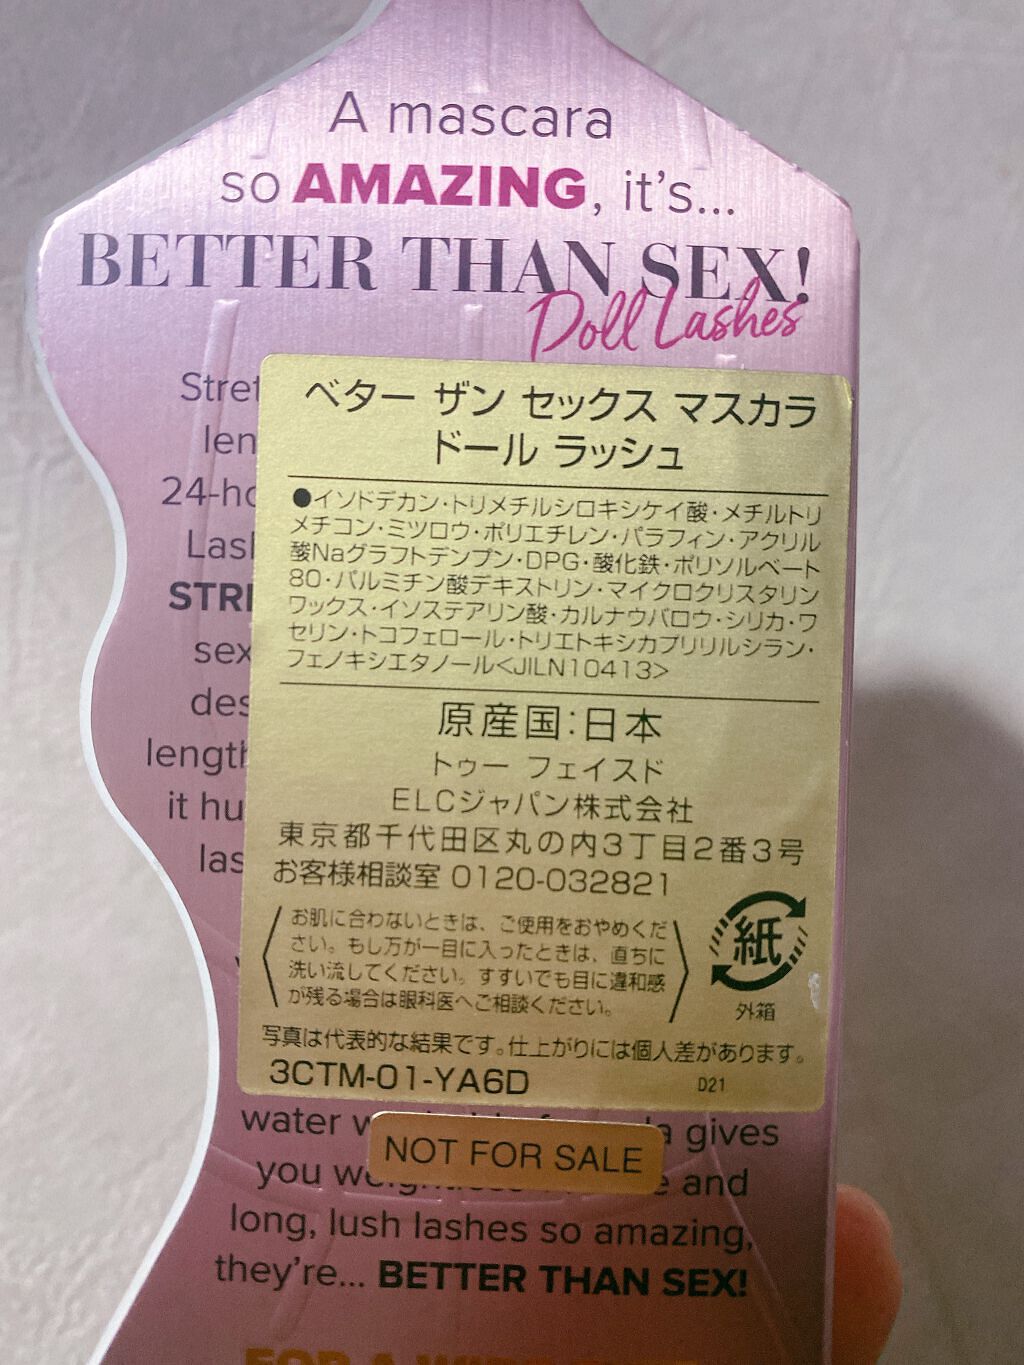 A mascara
so AMAZING, it's...
BETTER THAN SEX!
Doll Lashes
ベター ザン セックス マスカラ
ドール ラッシュ
●イソドデカン・トリメチルシロキシケイ酸・メチルトリ
メチコン・ミツロウ・ポリエチレン・パラフィン・アクリル
酸Naグラフトデンプン・DPG・酸化鉄・ポリソルベート
80・パルミチン酸デキストリン・マイクロクリスタリン
ワックス・イソステアリン酸・カルナウバロウ・シリカ・ワ
セリン・トコフェロール・トリエトキシカプリリルシラン・
フェノキシエタノール<JILN10413>
原産国:日本
トゥー フェイスド
ELCジャパン株式会社
東京都千代田区丸の内3丁目2番3号
お客様相談室 0120-032821
お肌に合わないときは、ご使用をおやめくだ
さい。もし万が一目に入ったときは、直ちに
洗い流してください。すすいでも目に違和感
が残る場合は眼科医へご相談ください。
紙
外箱
写真は代表的な結果です。仕上がりには個人差があります。
3CTM-01-YA6D
D21
water gives
NOT FOR SALE
you and
long, lush lashes so amazing,
they're... BETTER THAN SEX!
FOR A